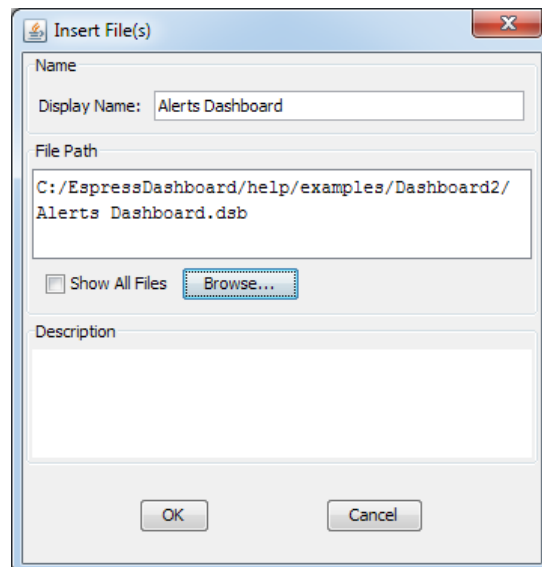 Insert File(s)
Name
Display Name: Alerts Dashboard
File Path
C:/EspressDashboard/help/examples/Dashboard2/
Alerts Dashboard.dsb
Show All Files Browse...
Description
OK Cancel